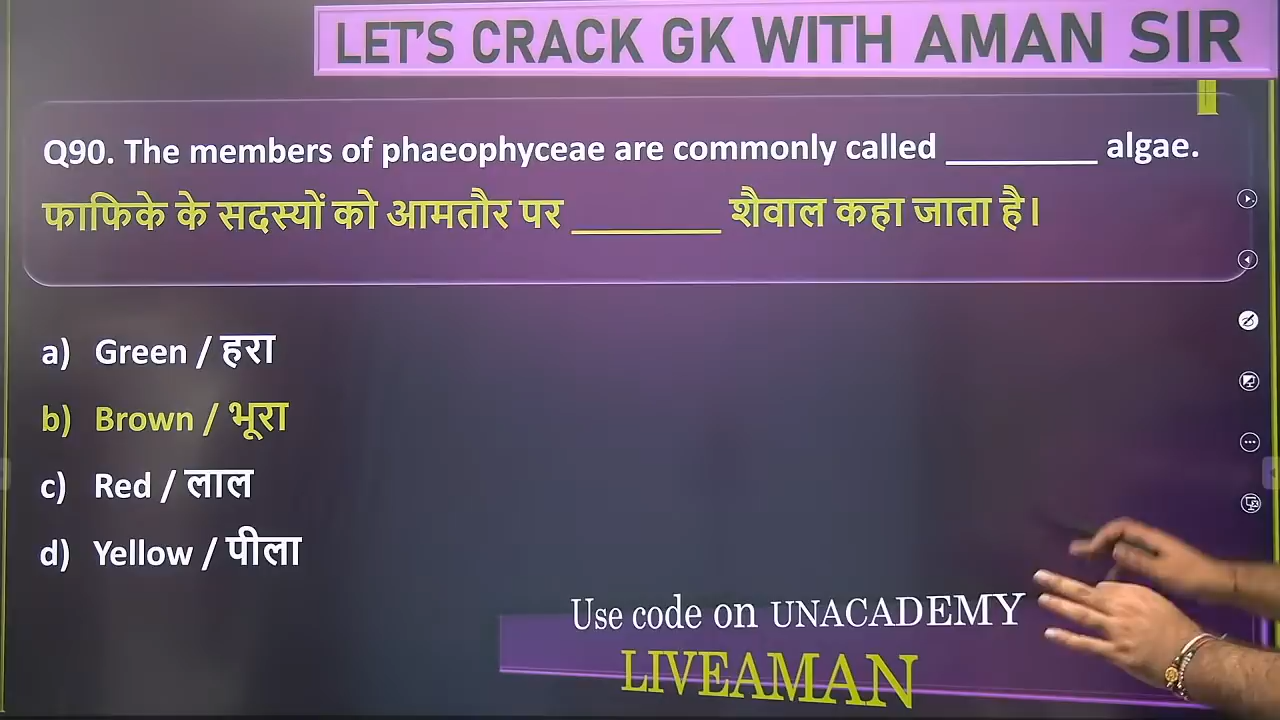 LET'S CRACK GK WITH AMAN SIR
Q90. The members of phaeophyceae are commonly called _________ algae.
फाफिके के सदस्यों को आमतौर पर _________ शैवाल कहा जाता है।
a) Green / हरा
b) Brown / भूरा
c) Red / लाल
d) Yellow / पीला
Use code on UNACADEMY
LIVEAMAN